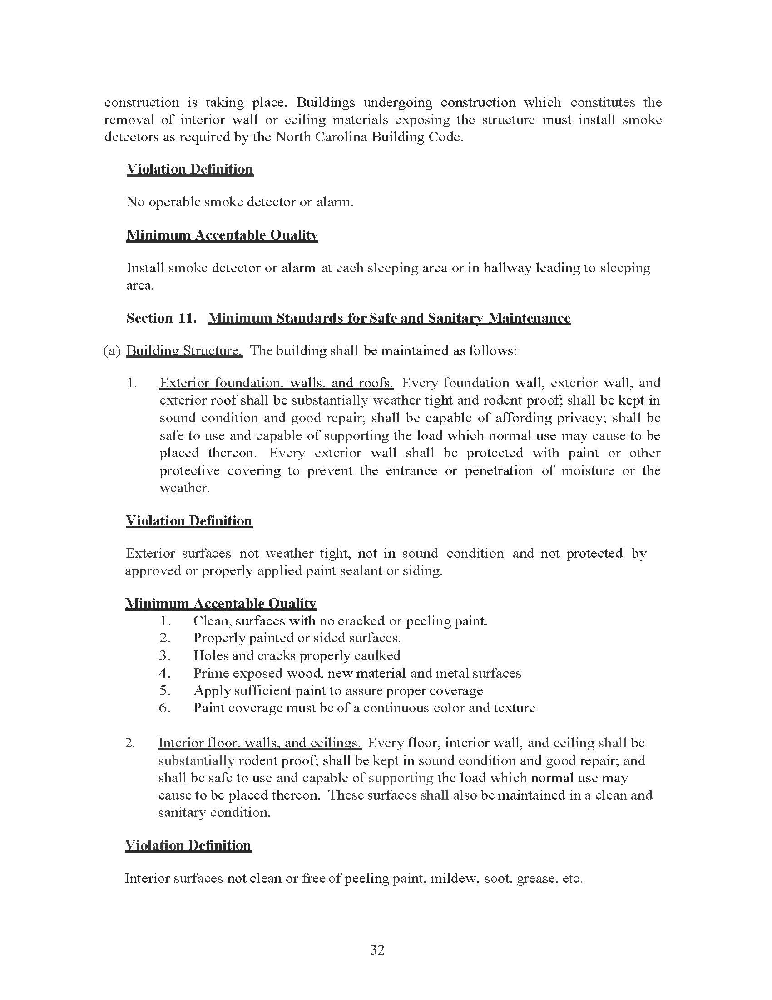 construction is taking place. Buildings undergoing construction which constitutes the
removal of interior wall or ceiling materials exposing the structure must install smoke
detectors as required by the North Carolina Building Code.
Violation Definition
No operable smoke detector or alarm.
Minimum Acceptable Quality
Install smoke detector or alarm at each sleeping area or in hallway leading to sleeping
area.
Section 11. Minimum Standards for Safe and Sanitary Maintenance
(a) Building Structure. The building shall be maintained as follows:
1. Exterior foundation, walls, and roofs. Every foundation wall, exterior wall, and
exterior roof shall be substantially weather tight and rodent proof; shall be kept in
sound condition and good repair; shall be capable of affording privacy; shall be
safe to use and capable of supporting the load which normal use may cause to be
placed thereon. Every exterior wall shall be protected with paint or other
protective covering to prevent the entrance or penetration of moisture or the
weather.
Violation Definition
Exterior surfaces not weather tight, not in sound condition and not protected by
approved or properly applied paint sealant or siding.
Minimum Acceptable Quality
1. Clean, surfaces with no cracked or peeling paint.
2. Properly painted or sided surfaces.
3. Holes and cracks properly caulked
4. Prime exposed wood, new material and metal surfaces
5. Apply sufficient paint to assure proper coverage
6. Paint coverage must be of a continuous color and texture
2. Interior floor, walls, and ceilings. Every floor, interior wall, and ceiling shall be
substantially rodent proof; shall be kept in sound condition and good repair; and
shall be safe to use and capable of supporting the load which normal use may
cause to be placed thereon. These surfaces shall also be maintained in a clean and
sanitary condition.
Violation Definition
Interior surfaces not clean or free of peeling paint, mildew, soot, grease, etc.
32